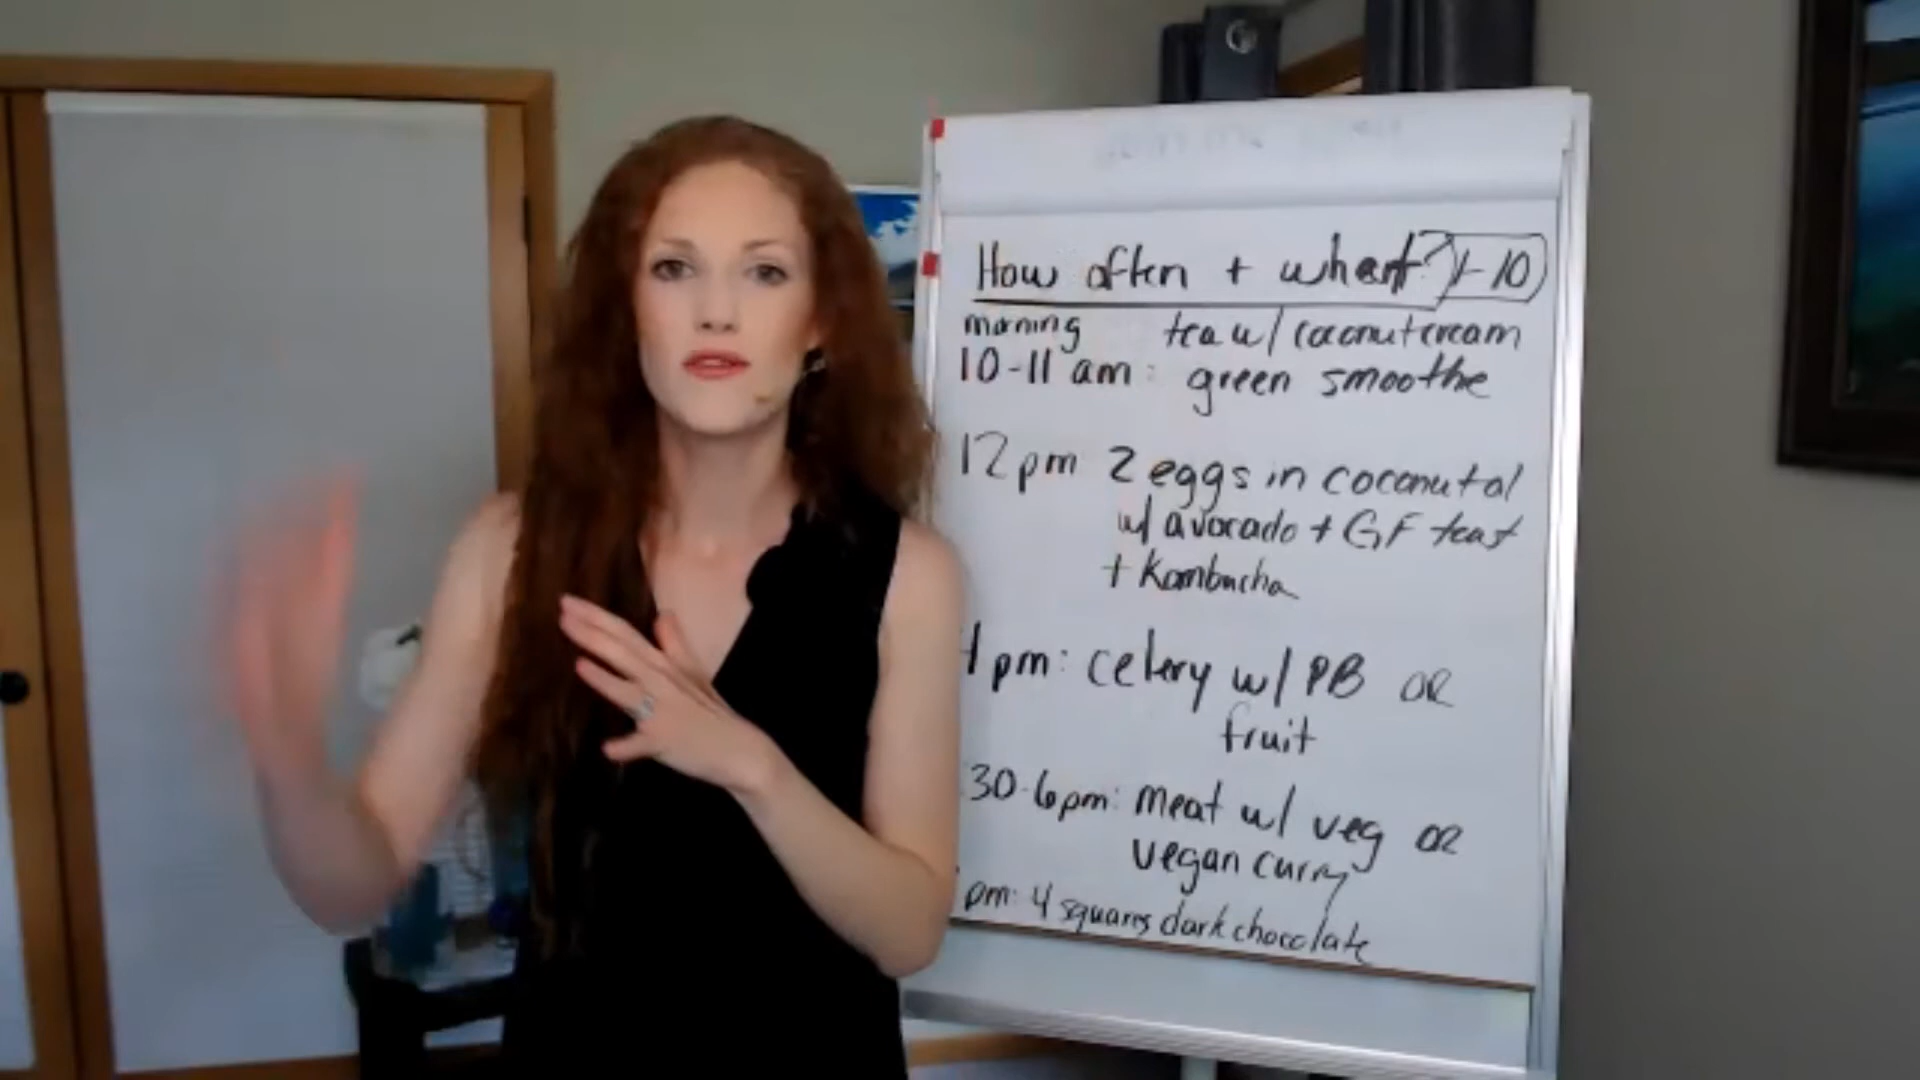 How often + what? 1-10
morning tea w/ coconut cream
10-11 am: green smoothe
12pm 2 eggs in coconut oil
w/ avocado + GF toast
+ Kombucha
pm: celery w/ PB OR
fruit
30-6pm: meat w/ veg OR
vegan curry
pm: 4 squares dark chocolate